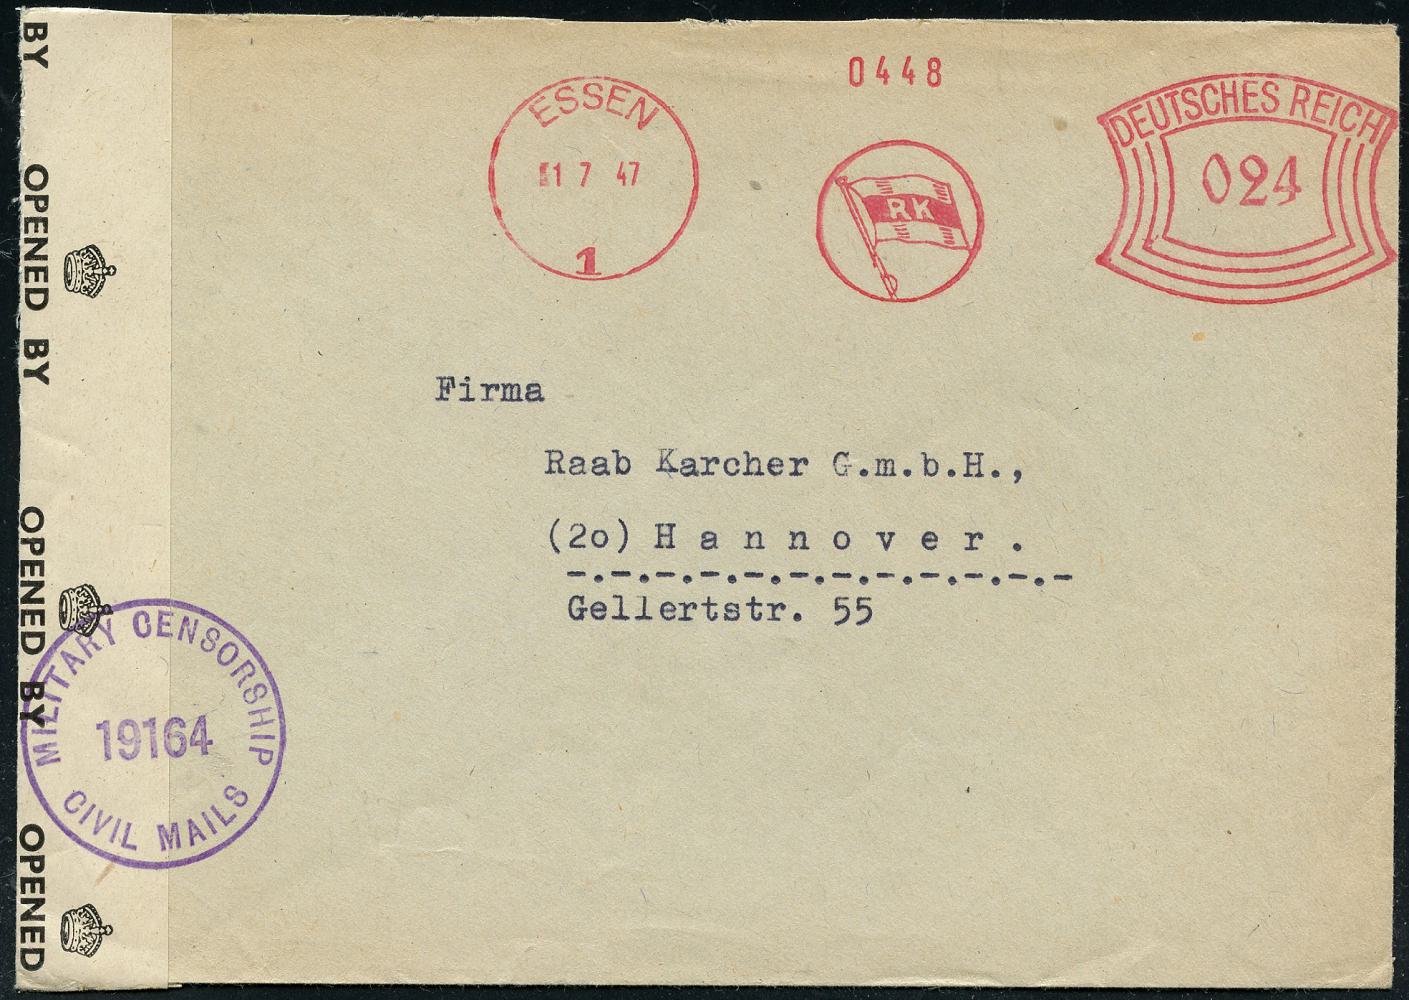 BY OPENED BY OPENED BY OPENED
ESSEN
1 7 47
1
0448
RK
DEUTSCHES REICH
024
Firma
Raab Karcher G.m.b.H.,
(2o) H a n n o v e r .
-.-.-.-.-.-.-.-.-.-.-.-
Gellertstr. 55
MILITARY CENSORSHIP
19164
CIVIL MAILS